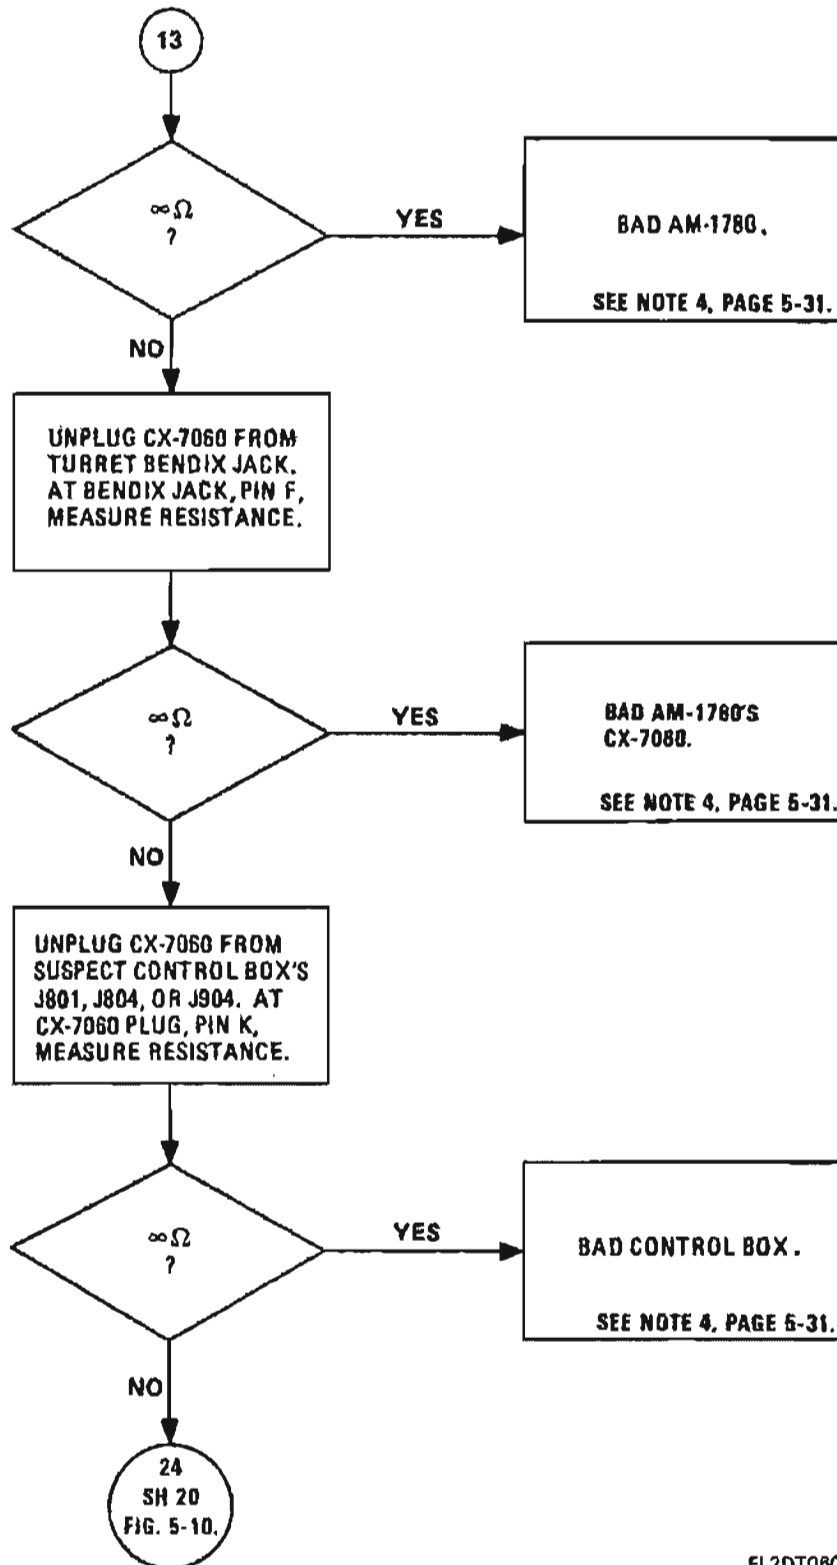 13
∞ Ω
?
YES
BAD AM-1780.
SEE NOTE 4, PAGE 5-31.
NO
UNPLUG CX-7060 FROM
TURRET BENDIX JACK.
AT BENDIX JACK, PIN F,
MEASURE RESISTANCE.
∞ Ω
?
YES
BAD AM-1780'S
CX-7060.
SEE NOTE 4, PAGE 5-31.
NO
UNPLUG CX-7060 FROM
SUSPECT CONTROL BOX'S
J801, J804, OR J904. AT
CX-7060 PLUG, PIN K,
MEASURE RESISTANCE.
∞ Ω
?
YES
BAD CONTROL BOX.
SEE NOTE 4, PAGE 5-31.
NO
24
SH 20
FIG. 5-10.